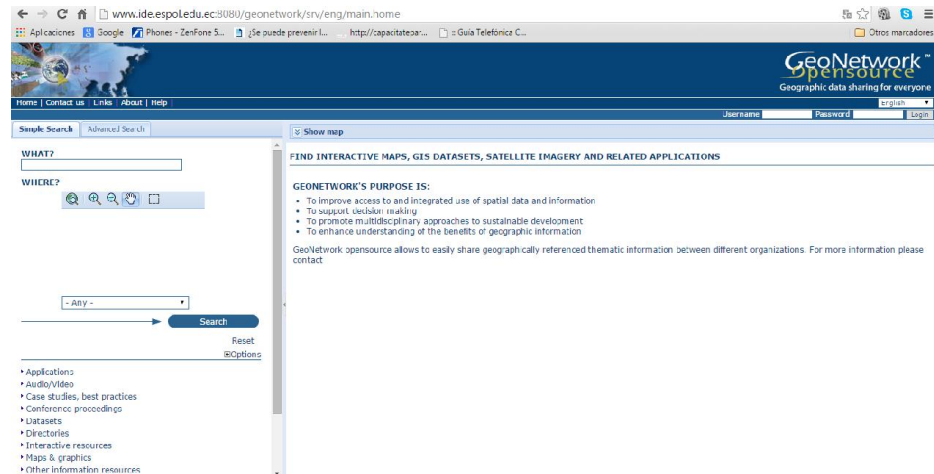 www.ide.espol.edu.ec:8080/geonetwork/srv/eng/main.home
Aplicaciones Google Phones - ZenFone 5... ¿Se puede prevenir l... http://capacitatepar... :: Guía Telefónica C... Otros marcadores
GeoNetwork™
Opensource
Geographic data sharing for everyone
Home | Contact us | Links | About | Help |
English
Username Password Login
Simple Search Advanced Search
Show map
WHAT?
WHERE?
- Any -
Search
Reset
Options
Applications
Audio/Video
Case studies, best practices
Conference proceedings
Datasets
Directories
Interactive resources
Maps & graphics
Other information resources
FIND INTERACTIVE MAPS, GIS DATASETS, SATELLITE IMAGERY AND RELATED APPLICATIONS
GEONETWORK'S PURPOSE IS:
• To improve access to and integrated use of spatial data and information
• To support decision making
• To promote multidisciplinary approaches to sustainable development
• To enhance understanding of the benefits of geographic information
GeoNetwork opensource allows to easily share geographically referenced thematic information between different organizations. For more information please
contact